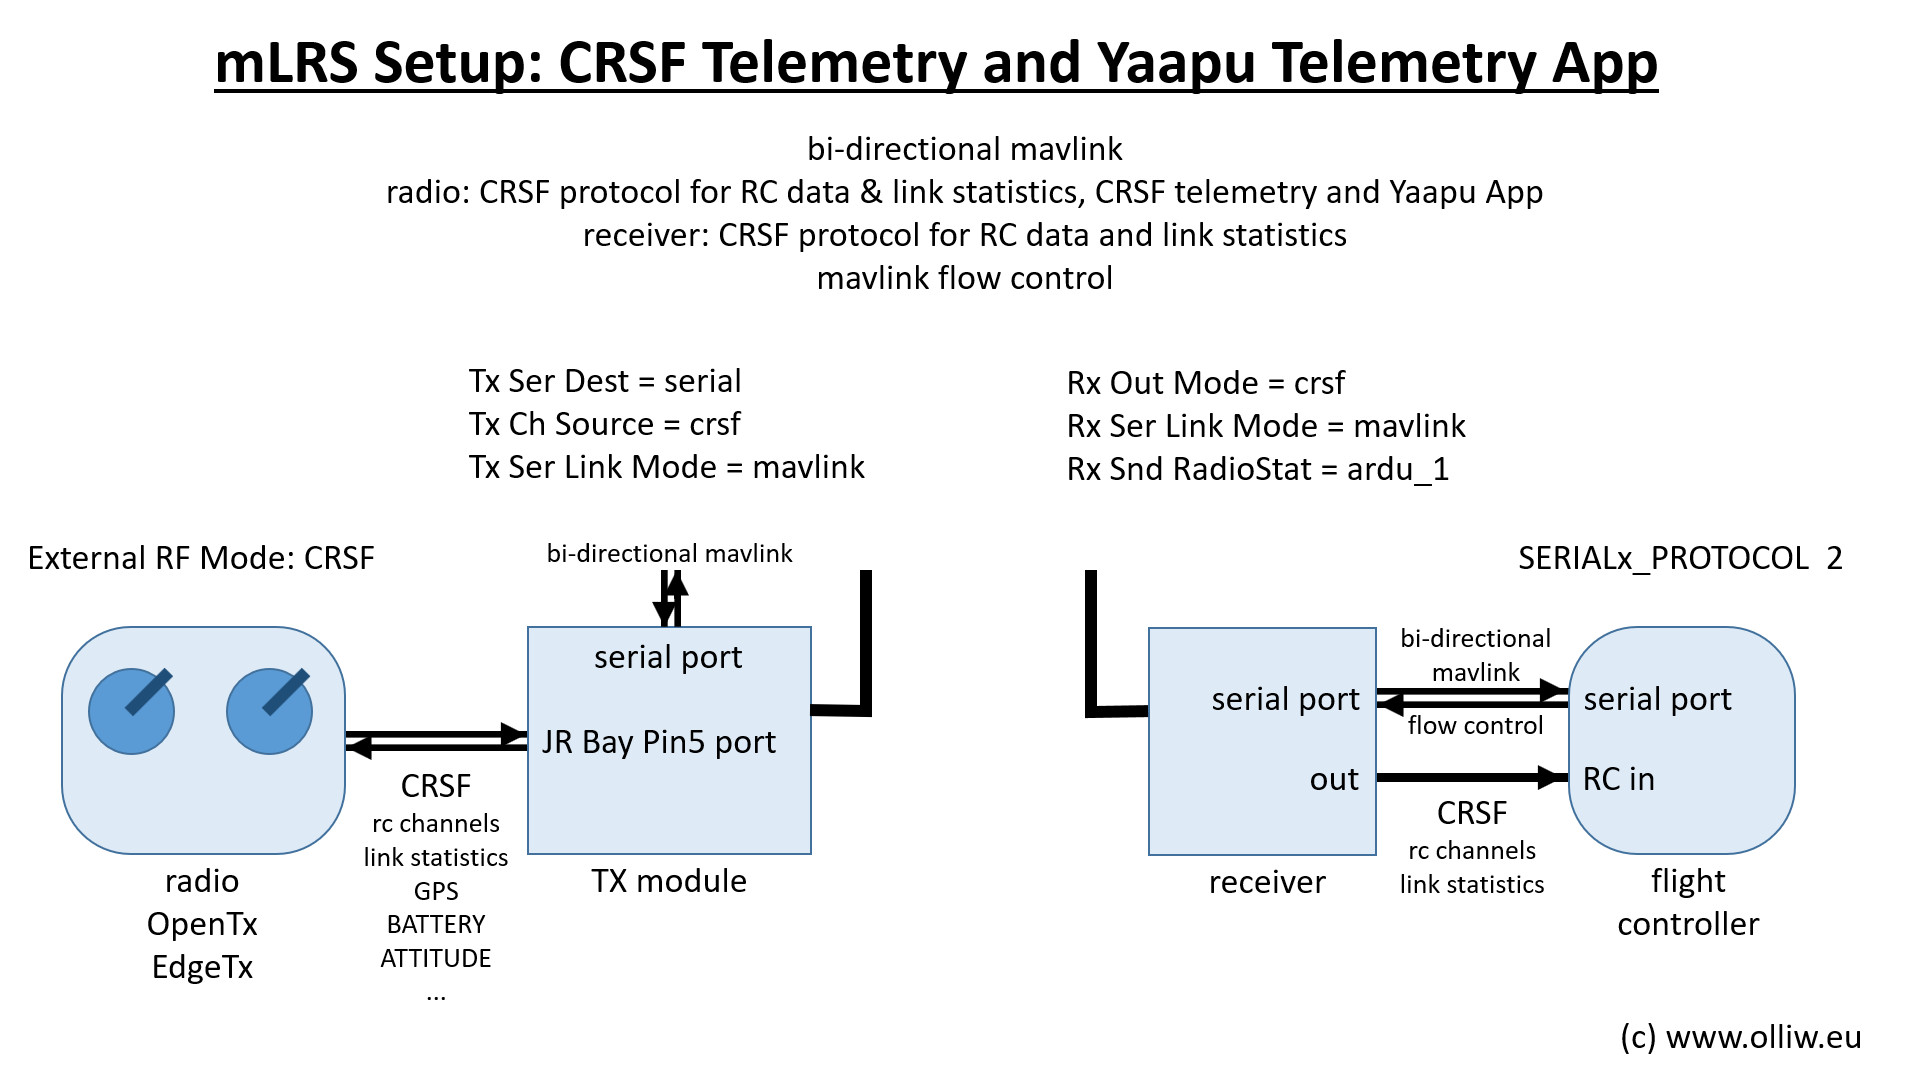 mLRS Setup: CRSF Telemetry and Yaapu Telemetry App
bi-directional mavlink
radio: CRSF protocol for RC data & link statistics, CRSF telemetry and Yaapu App
receiver: CRSF protocol for RC data and link statistics
mavlink flow control
Tx Ser Dest = serial
Tx Ch Source = crsf
Tx Ser Link Mode = mavlink
Rx Out Mode = crsf
Rx Ser Link Mode = mavlink
Rx Snd RadioStat = ardu_1
External RF Mode: CRSF
bi-directional mavlink
SERIALx_PROTOCOL 2
serial port
JR Bay Pin5 port
CRSF
rc channels
link statistics
GPS
BATTERY
ATTITUDE
...
radio
OpenTx
EdgeTx
TX module
bi-directional
mavlink
serial port
serial port
flow control
out
RC in
CRSF
rc channels
link statistics
receiver
flight
controller
(c) www.olliw.eu